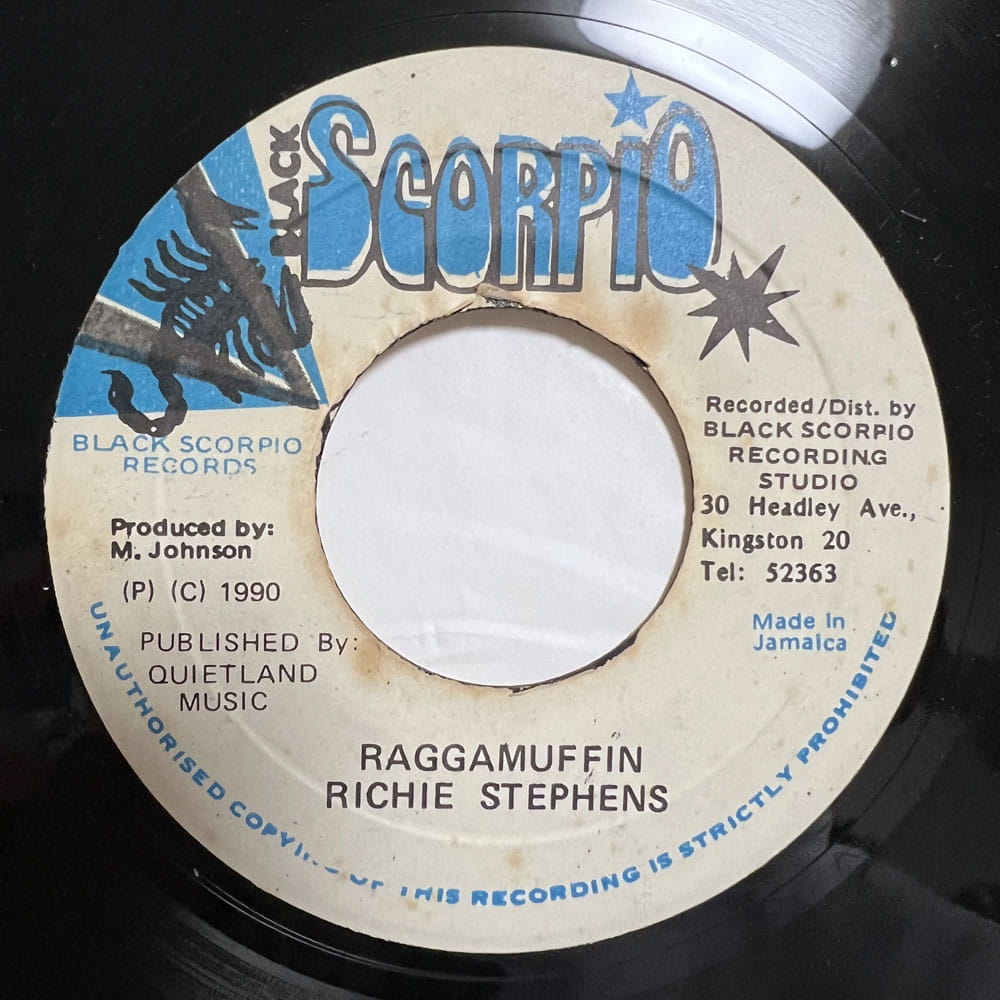 BLACK
SCORPIO
BLACK SCORPIO
RECORDS
Produced by:
M. Johnson
(P) (C) 1990
PUBLISHED By:
QUIETLAND
MUSIC
Recorded/Dist. by
BLACK SCORPIO
RECORDING
STUDIO
30 Headley Ave.,
Kingston 20
Tel: 52363
Made In
Jamaica
RAGGAMUFFIN
RICHIE STEPHENS
UNAUTHORISED COPYING OF THIS RECORDING IS STRICTLY PROHIBITED